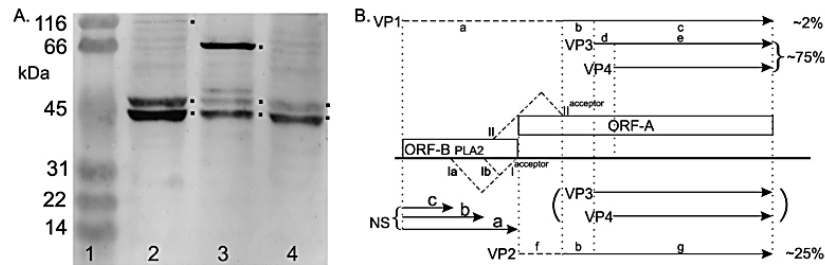 A.
116
66
kDa
45
31
22
14
1 2 3 4
B.
VP1
a b c ~2%
d e
VP3
VP4
~75%
II
II acceptor
ORF-A
ORF-B PLA2
Ia Ib I acceptor
c
b
NS
a
VP3
VP4
VP2 f b g ~25%